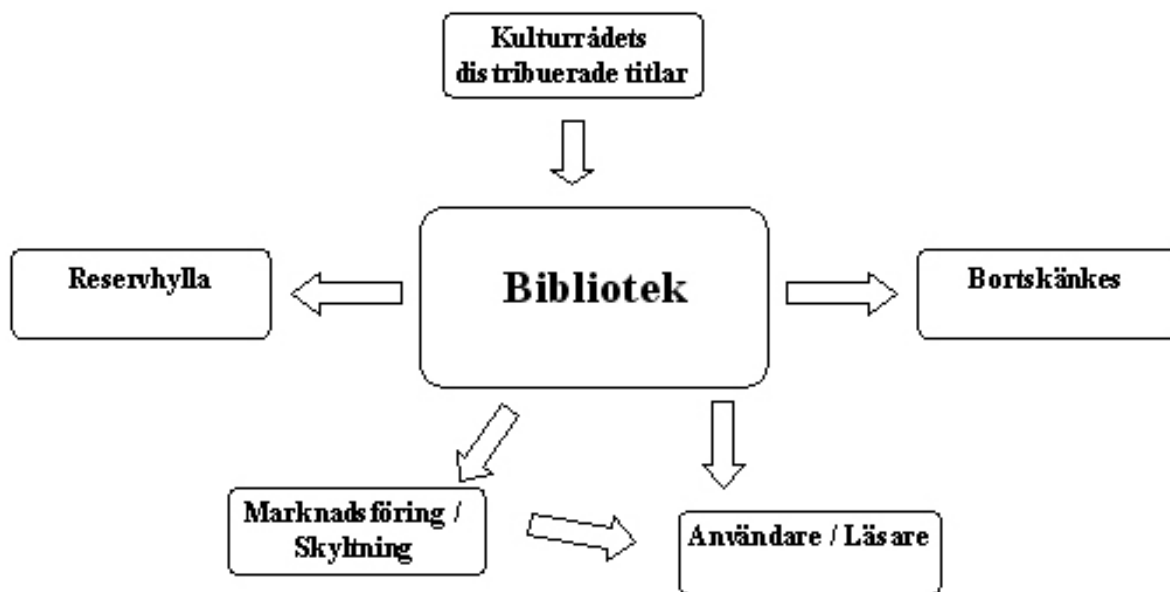 Kulturrådets
distribuerade titlar
Bibliotek
Reservhylla
Bortskänkes
Marknadsföring /
Skyltning
Användare / Läsare